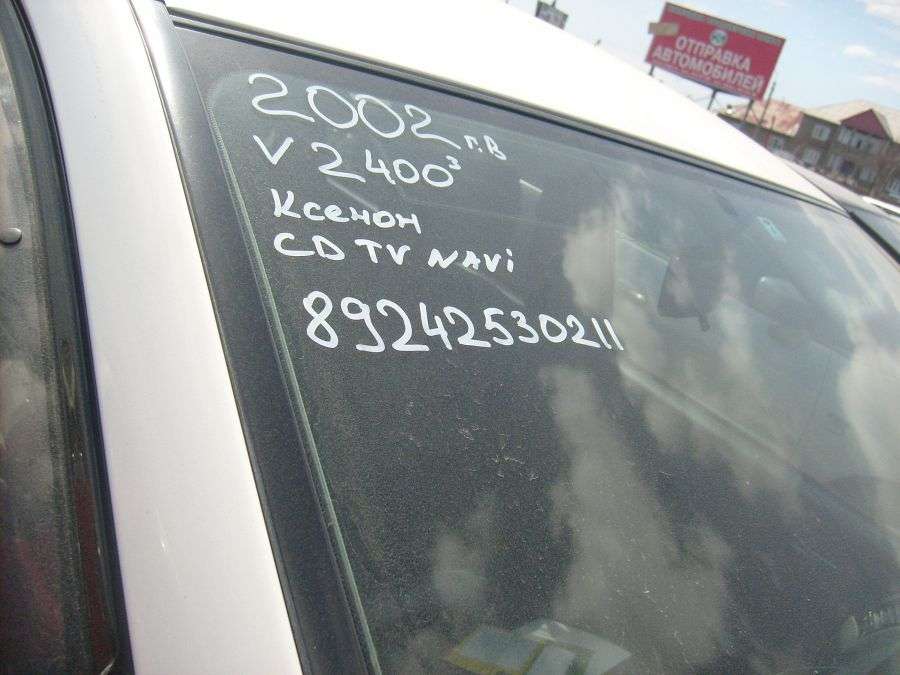 ОТПРАВКА
АВТОМОБИЛЕЙ
2002 г.в
V 2400³
Ксенон
CD TV NAVI
89242530211